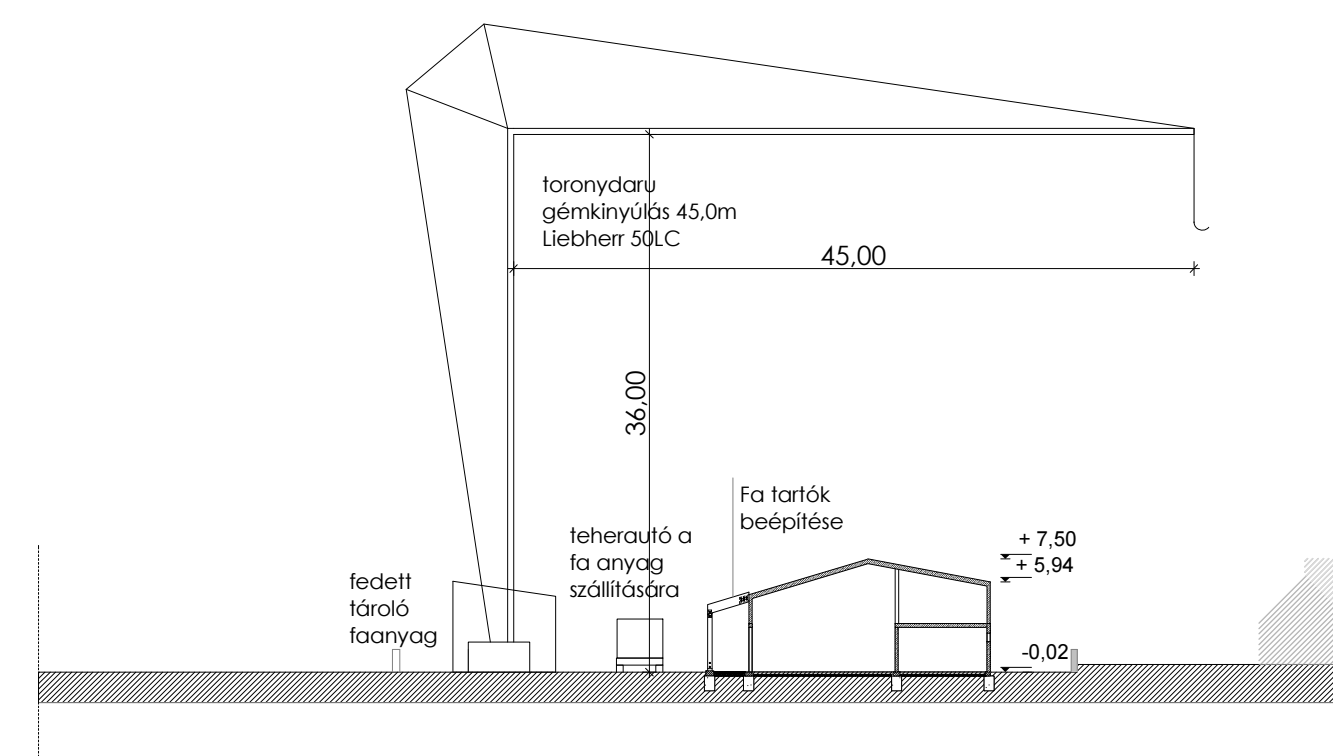 toronydaru
gémkinyúlás 45,0m
Liebherr 50LC
45,00
36,00
Fa tartók
beépítése
teherautó a
fa anyag
szállítására
+ 7,50
+ 5,94
fedett
tároló
faanyag
-0,02